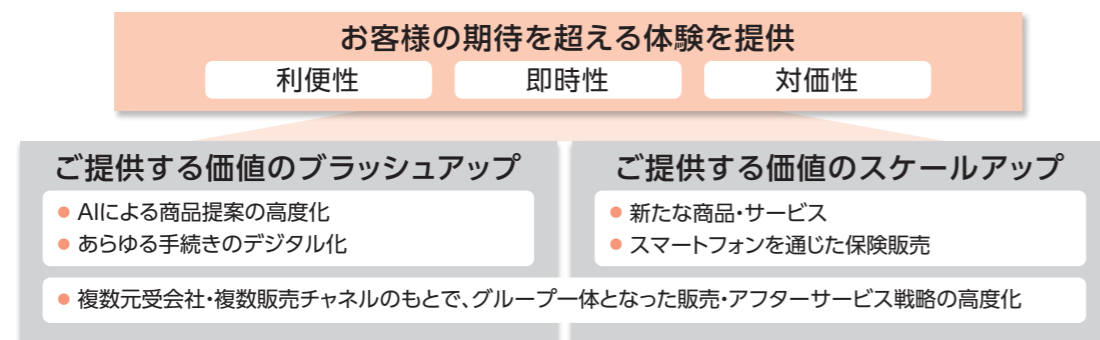 お客様の期待を超える体験を提供
利便性
即時性
対価性
ご提供する価値のブラッシュアップ
● AIによる商品提案の高度化
● あらゆる手続きのデジタル化
ご提供する価値のスケールアップ
● 新たな商品・サービス
● スマートフォンを通じた保険販売
● 複数元受会社・複数販売チャネルのもとで、グループ一体となった販売・アフターサービス戦略の高度化